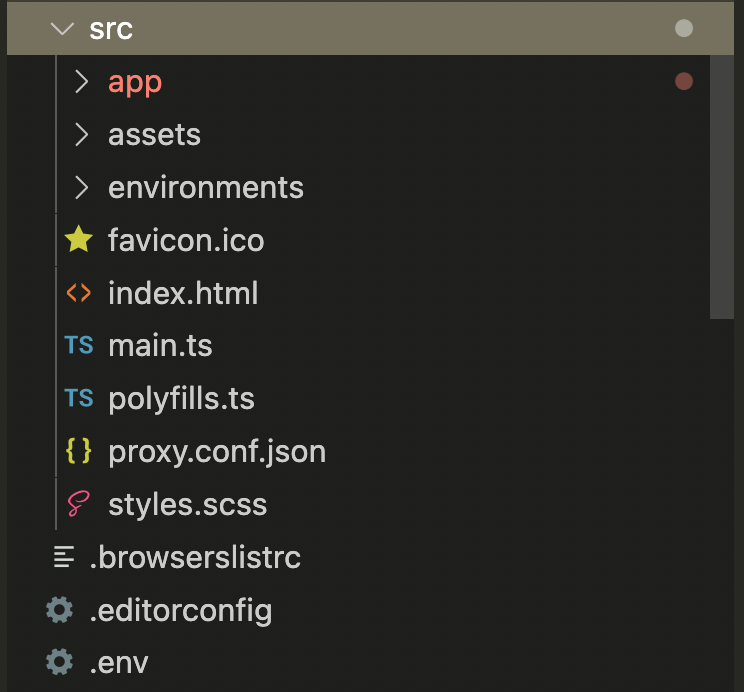 src
app
assets
environments
favicon.ico
index.html
TS main.ts
TS polyfills.ts
{} proxy.conf.json
styles.scss
.browserslistrc
.editorconfig
.env